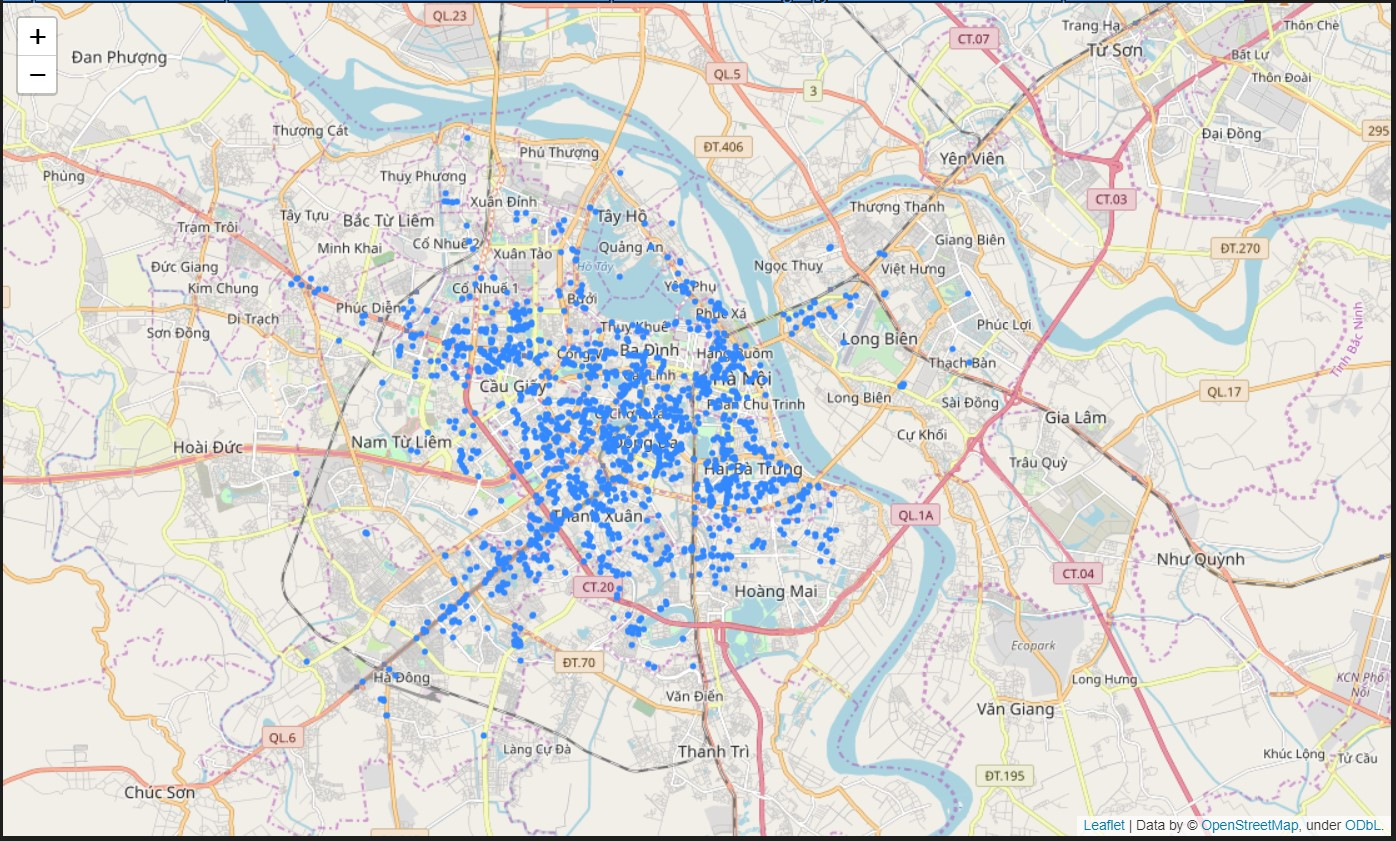 +
−
QL.23
CT.07
Trang Hạ
Thôn Chè
Từ Sơn
Đan Phượng
Bất Lự
QL.5
Thôn Đoài
3
Thượng Cát
Đại Đồng
295
Phú Thượng
ĐT.406
Yên Viên
Phùng
Thuỵ Phương
CT.03
Xuân Đỉnh
Thượng Thanh
Tây Tựu
Tây Hồ
Bắc Từ Liêm
Trạm Trôi
Cổ Nhuế 2
Giang Biên
Minh Khai
Quảng An
ĐT.270
Xuân Tảo
Đức Giang
Hồ Tây
Ngọc Thuỵ
Việt Hưng
Kim Chung
Cổ Nhuế 1
Yên Phụ
Bưởi
Phúc Diễn
Phúc Xá
Di Trạch
Phúc Lợi
Sơn Đồng
Thuỵ Khuê
Tỉnh Bắc Ninh
Long Biên
Ba Đình
Thạch Bàn
Hà Nội
Cầu Giấy
QL.17
Long Biên
Sài Đồng
Phan Chu Trinh
Gia Lâm
Cự Khối
Nam Từ Liêm
Đống Đa
Hoài Đức
Trâu Quỳ
Hai Bà Trưng
QL.1A
Thanh Xuân
Như Quỳnh
CT.04
CT.20
Hoàng Mai
Ecopark
ĐT.70
Hà Đông
Long Hưng
KCN Phố
Nối
Văn Điển
Văn Giang
QL.6
Làng Cự Đà
Thanh Trì
Khúc Lộng
Từ Cầu
ĐT.195
Chúc Sơn
Leaflet | Data by © OpenStreetMap, under ODbL.